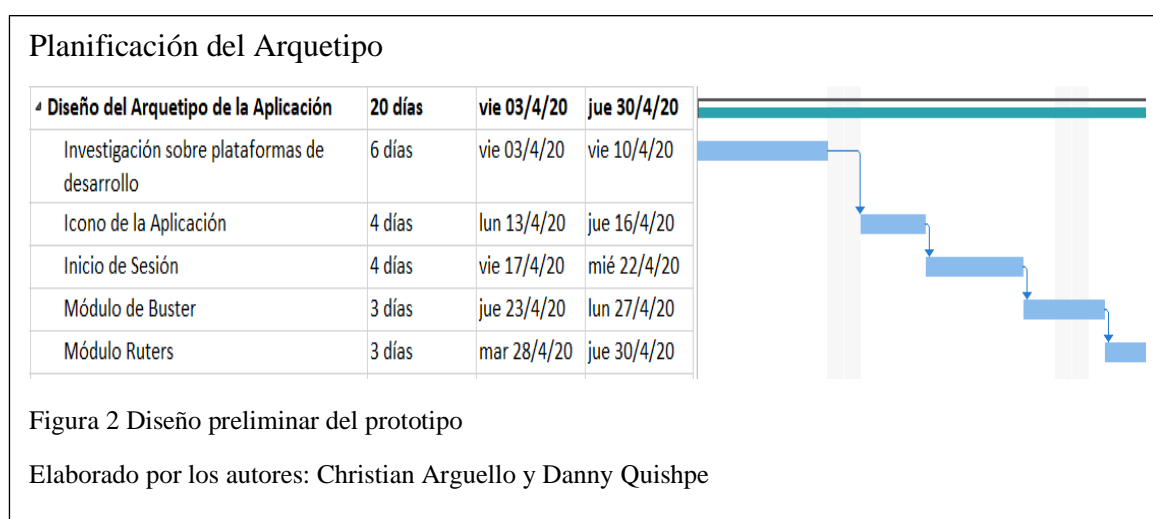 Planificación del Arquetipo
Diseño del Arquetipo de la Aplicación 20 días vie 03/4/20 jue 30/4/20
Investigación sobre plataformas de 6 días vie 03/4/20 vie 10/4/20
desarrollo
Icono de la Aplicación 4 días lun 13/4/20 jue 16/4/20
Inicio de Sesión 4 días vie 17/4/20 mié 22/4/20
Módulo de Buster 3 días jue 23/4/20 lun 27/4/20
Módulo Ruters 3 días mar 28/4/20 jue 30/4/20
Figura 2 Diseño preliminar del prototipo
Elaborado por los autores: Christian Arguello y Danny Quishpe